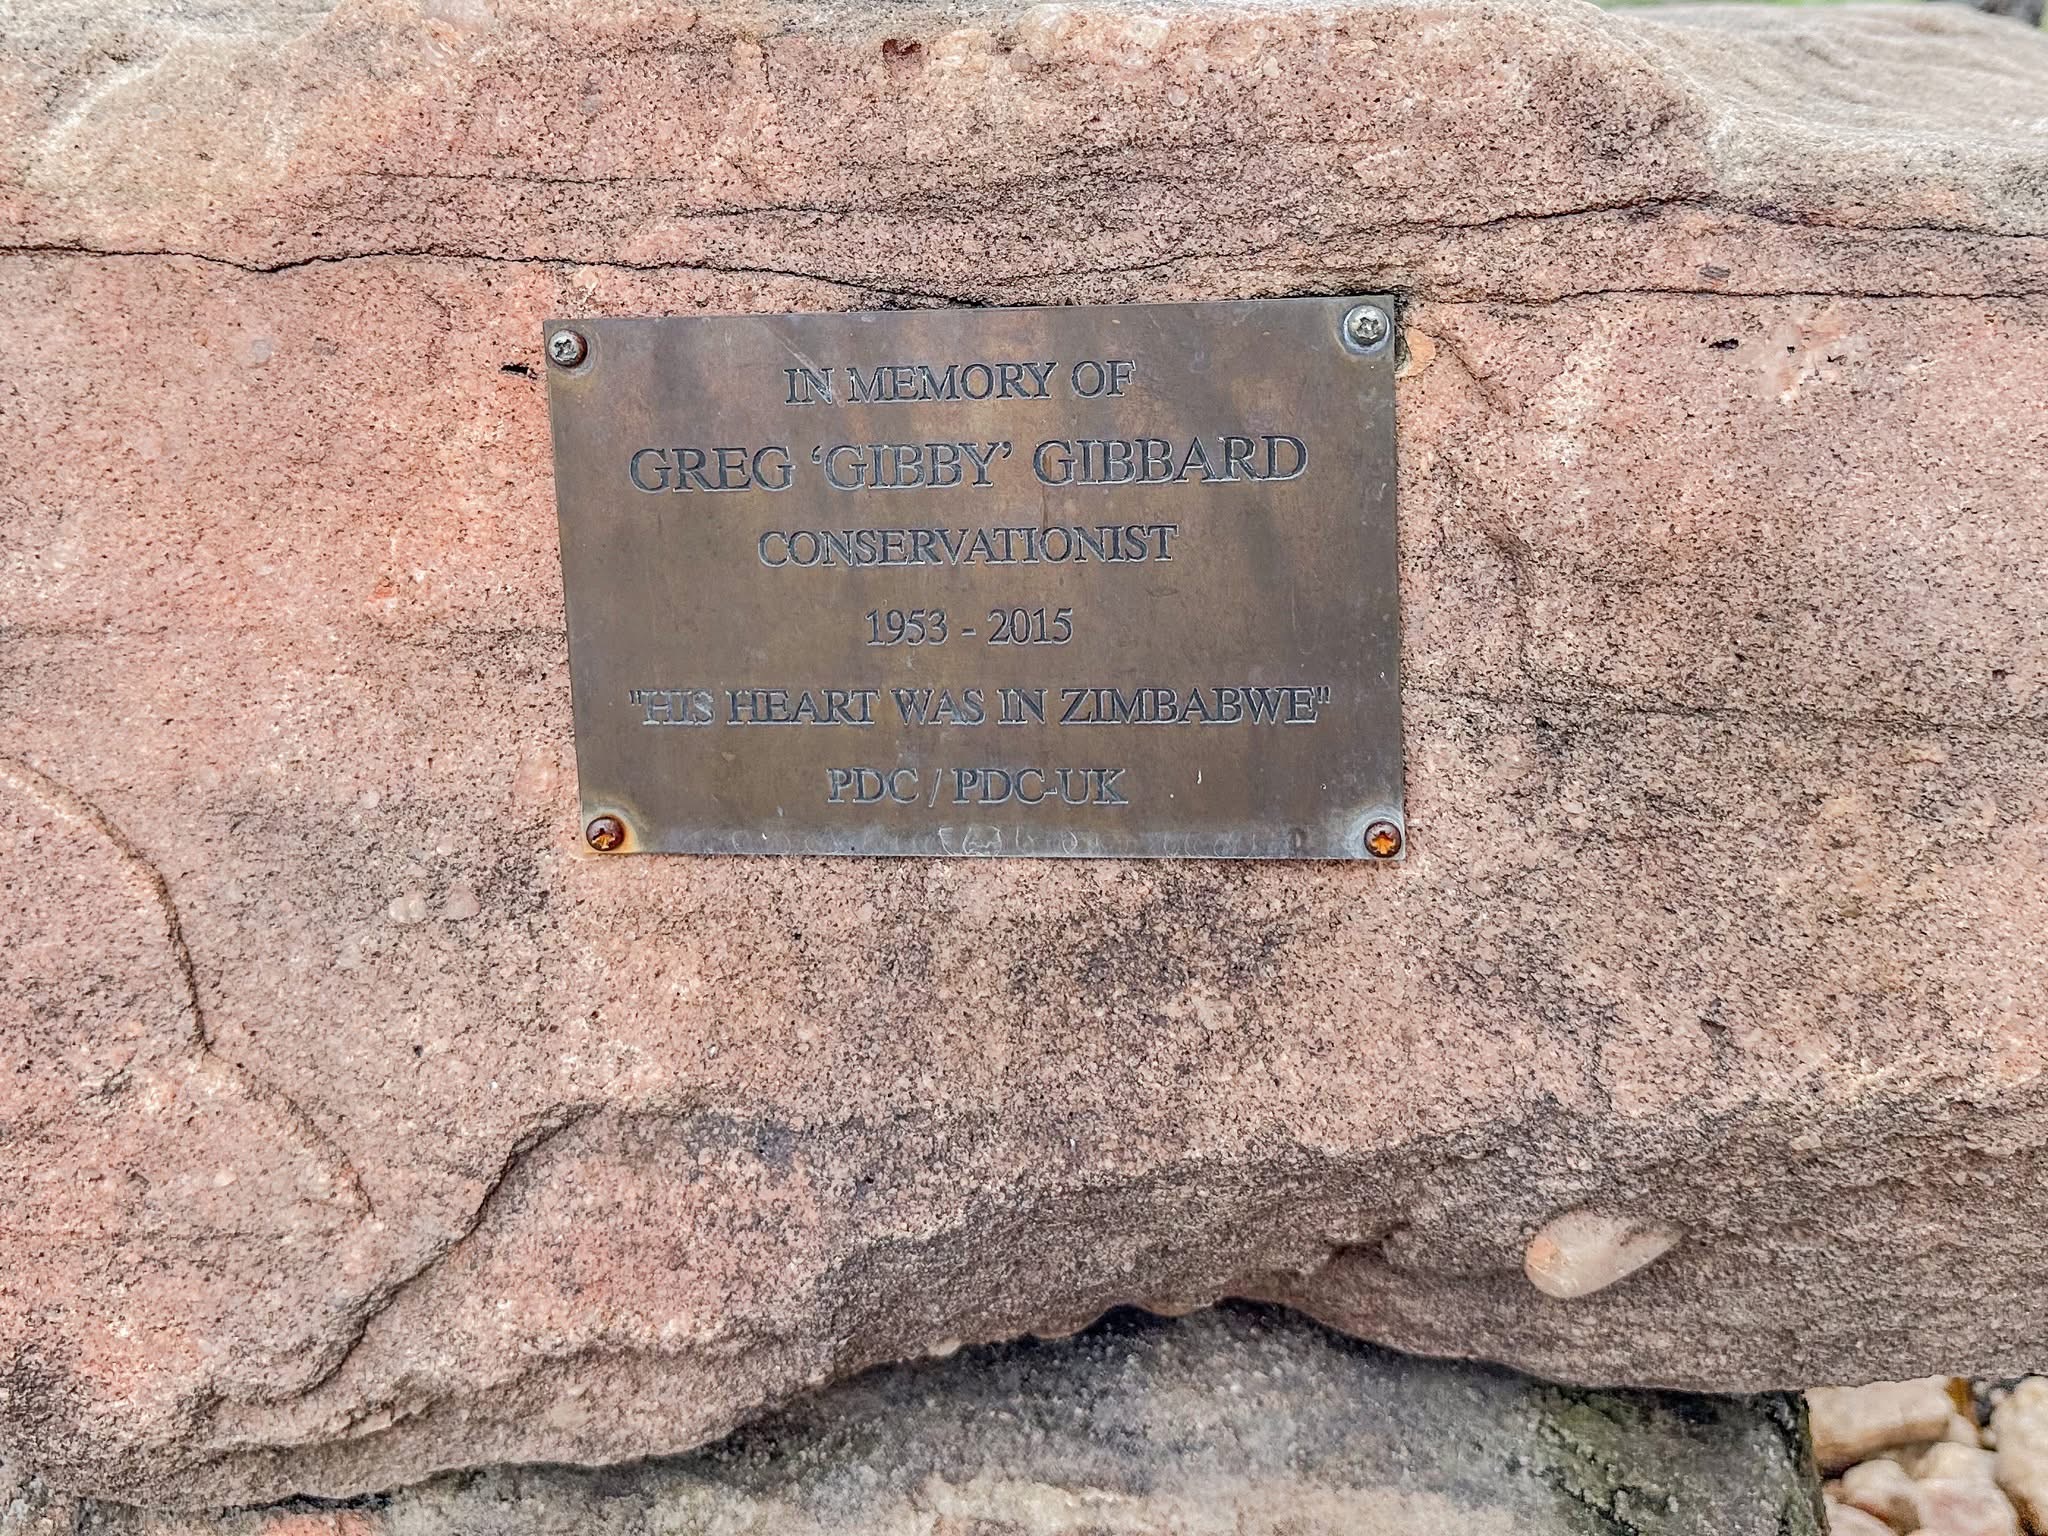 IN MEMORY OF
GREG ‘GIBBY’ GIBBARD
CONSERVATIONIST
1953 - 2015
"HIS HEART WAS IN ZIMBABWE"
PDC / PDC-UK